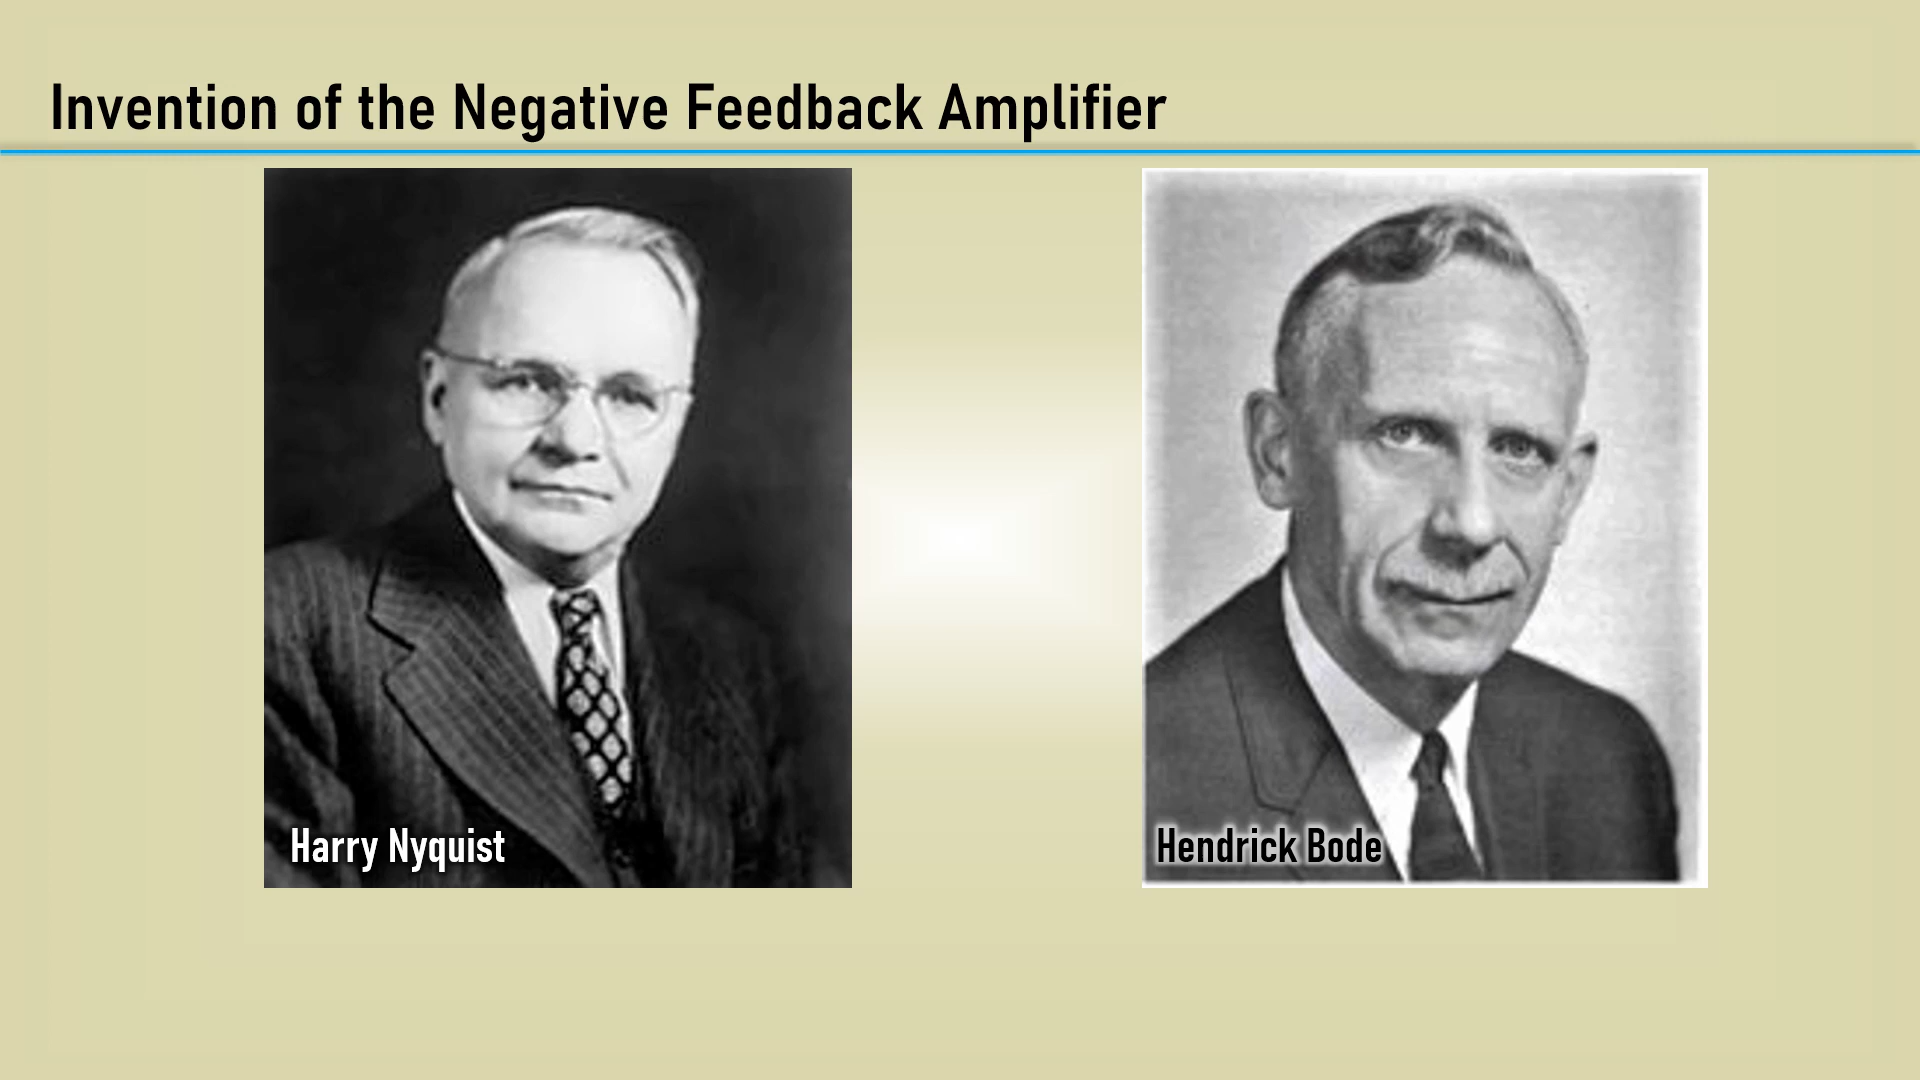 Invention of the Negative Feedback Amplifier
Harry Nyquist
Hendrick Bode